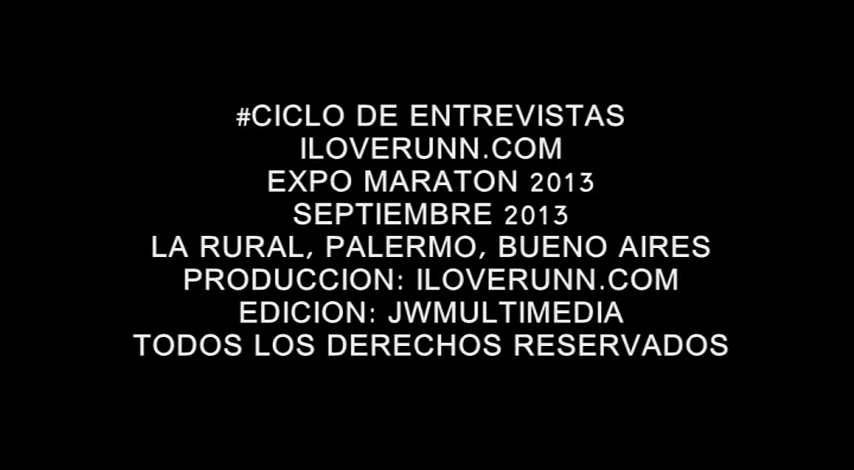 #CICLO DE ENTREVISTAS
ILOVERUNN.COM
EXPO MARATON 2013
SEPTIEMBRE 2013
LA RURAL, PALERMO, BUENO AIRES
PRODUCCION: ILOVERUNN.COM
EDICION: JWMULTIMEDIA
TODOS LOS DERECHOS RESERVADOS